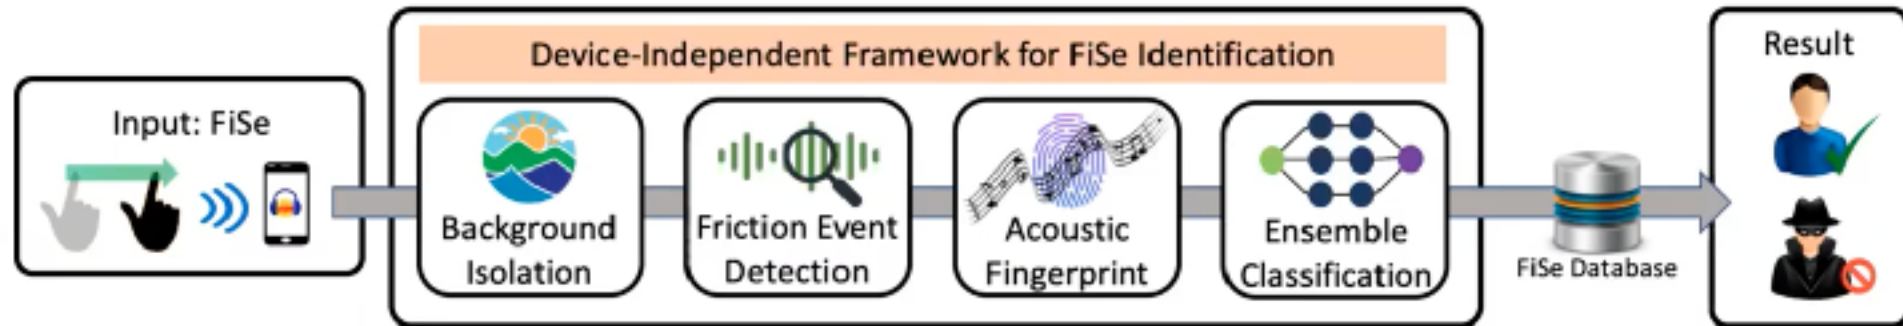 Device-Independent Framework for FiSe Identification
Input: FiSe
Background
Isolation
Friction Event
Detection
Acoustic
Fingerprint
Ensemble
Classification
FiSe Database
Result